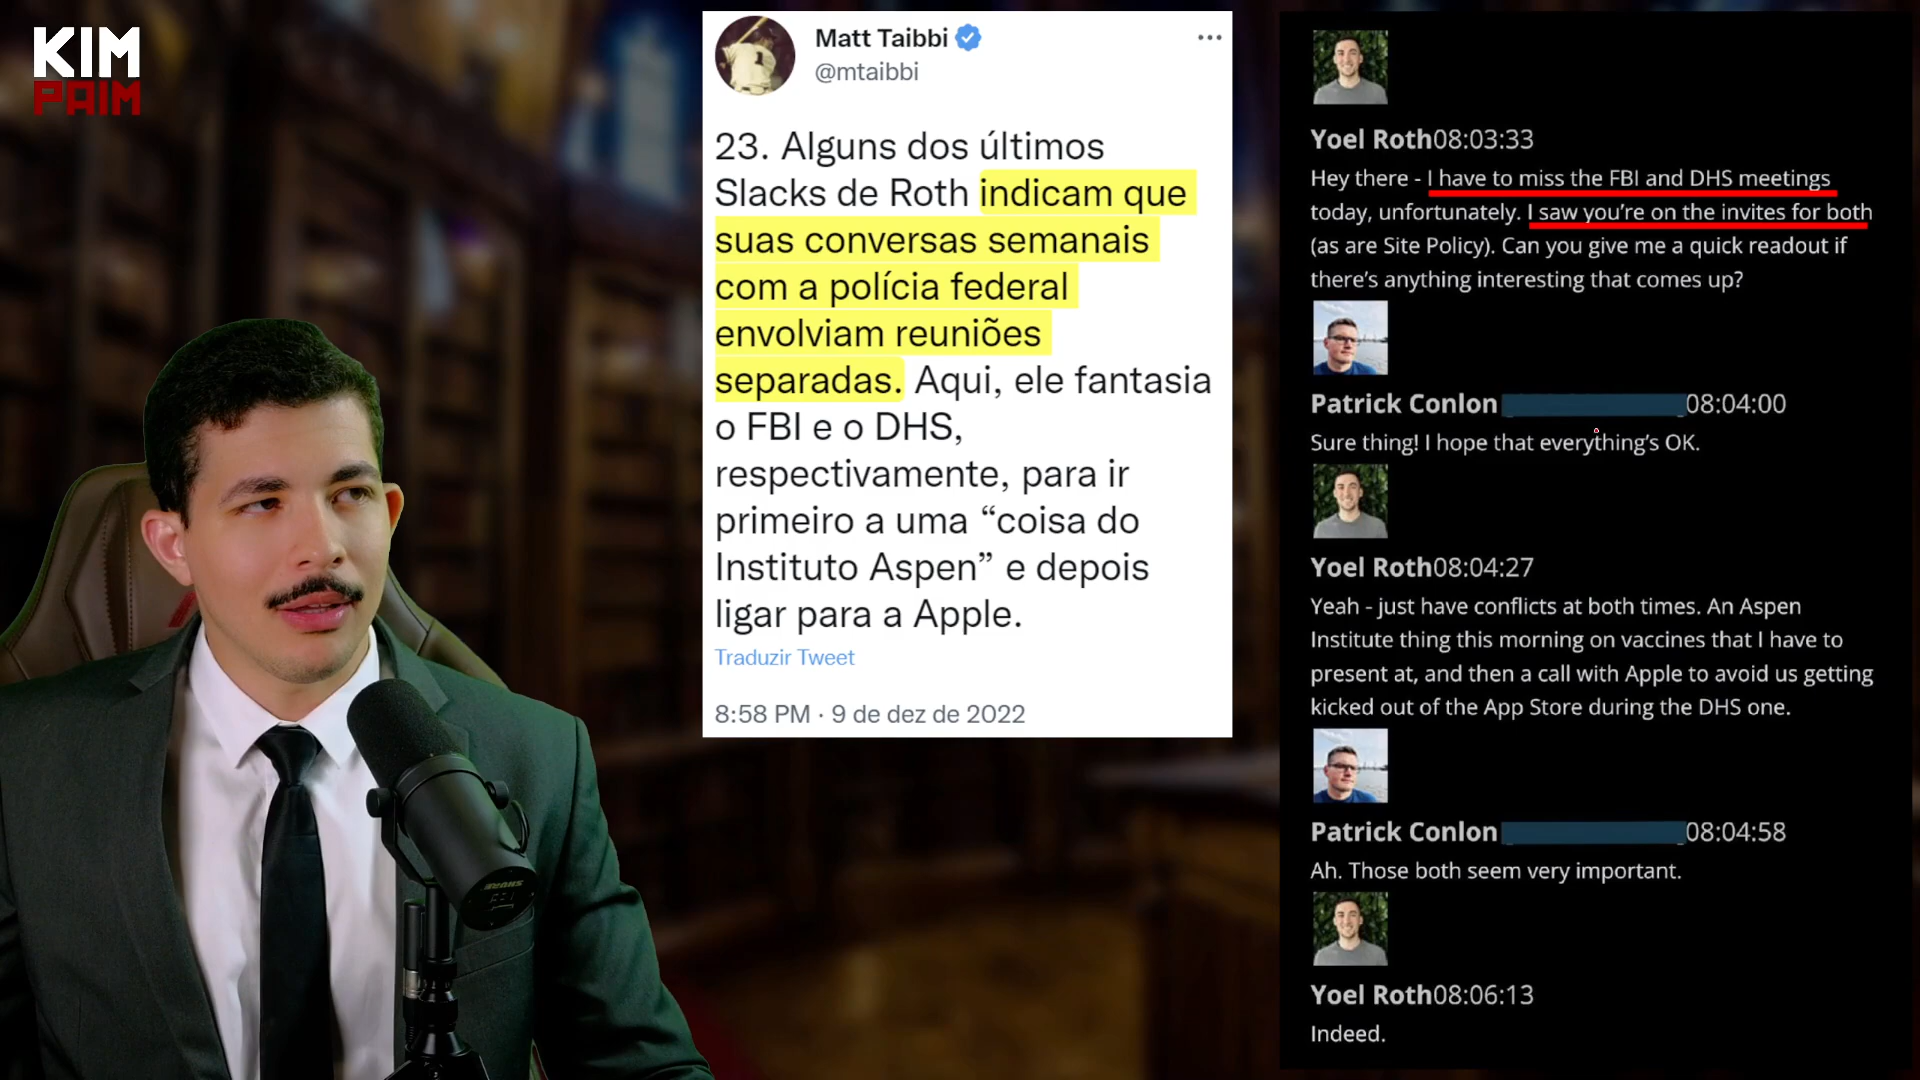 KIM
PAIM
Matt Taibbi
@mtaibbi
23. Alguns dos últimos
Slacks de Roth indicam que
suas conversas semanais
com a polícia federal
envolviam reuniões
separadas. Aqui, ele fantasia
o FBI e o DHS,
respectivamente, para ir
primeiro a uma “coisa do
Instituto Aspen” e depois
ligar para a Apple.
Traduzir Tweet
8:58 PM · 9 de dez de 2022
Yoel Roth08:03:33
Hey there - I have to miss the FBI and DHS meetings
today, unfortunately. I saw you’re on the invites for both
(as are Site Policy). Can you give me a quick readout if
there’s anything interesting that comes up?
Patrick Conlon 08:04:00
Sure thing! I hope that everything’s OK.
Yoel Roth08:04:27
Yeah - just have conflicts at both times. An Aspen
Institute thing this morning on vaccines that I have to
present at, and then a call with Apple to avoid us getting
kicked out of the App Store during the DHS one.
Patrick Conlon 08:04:58
Ah. Those both seem very important.
Yoel Roth08:06:13
Indeed.
SHURE